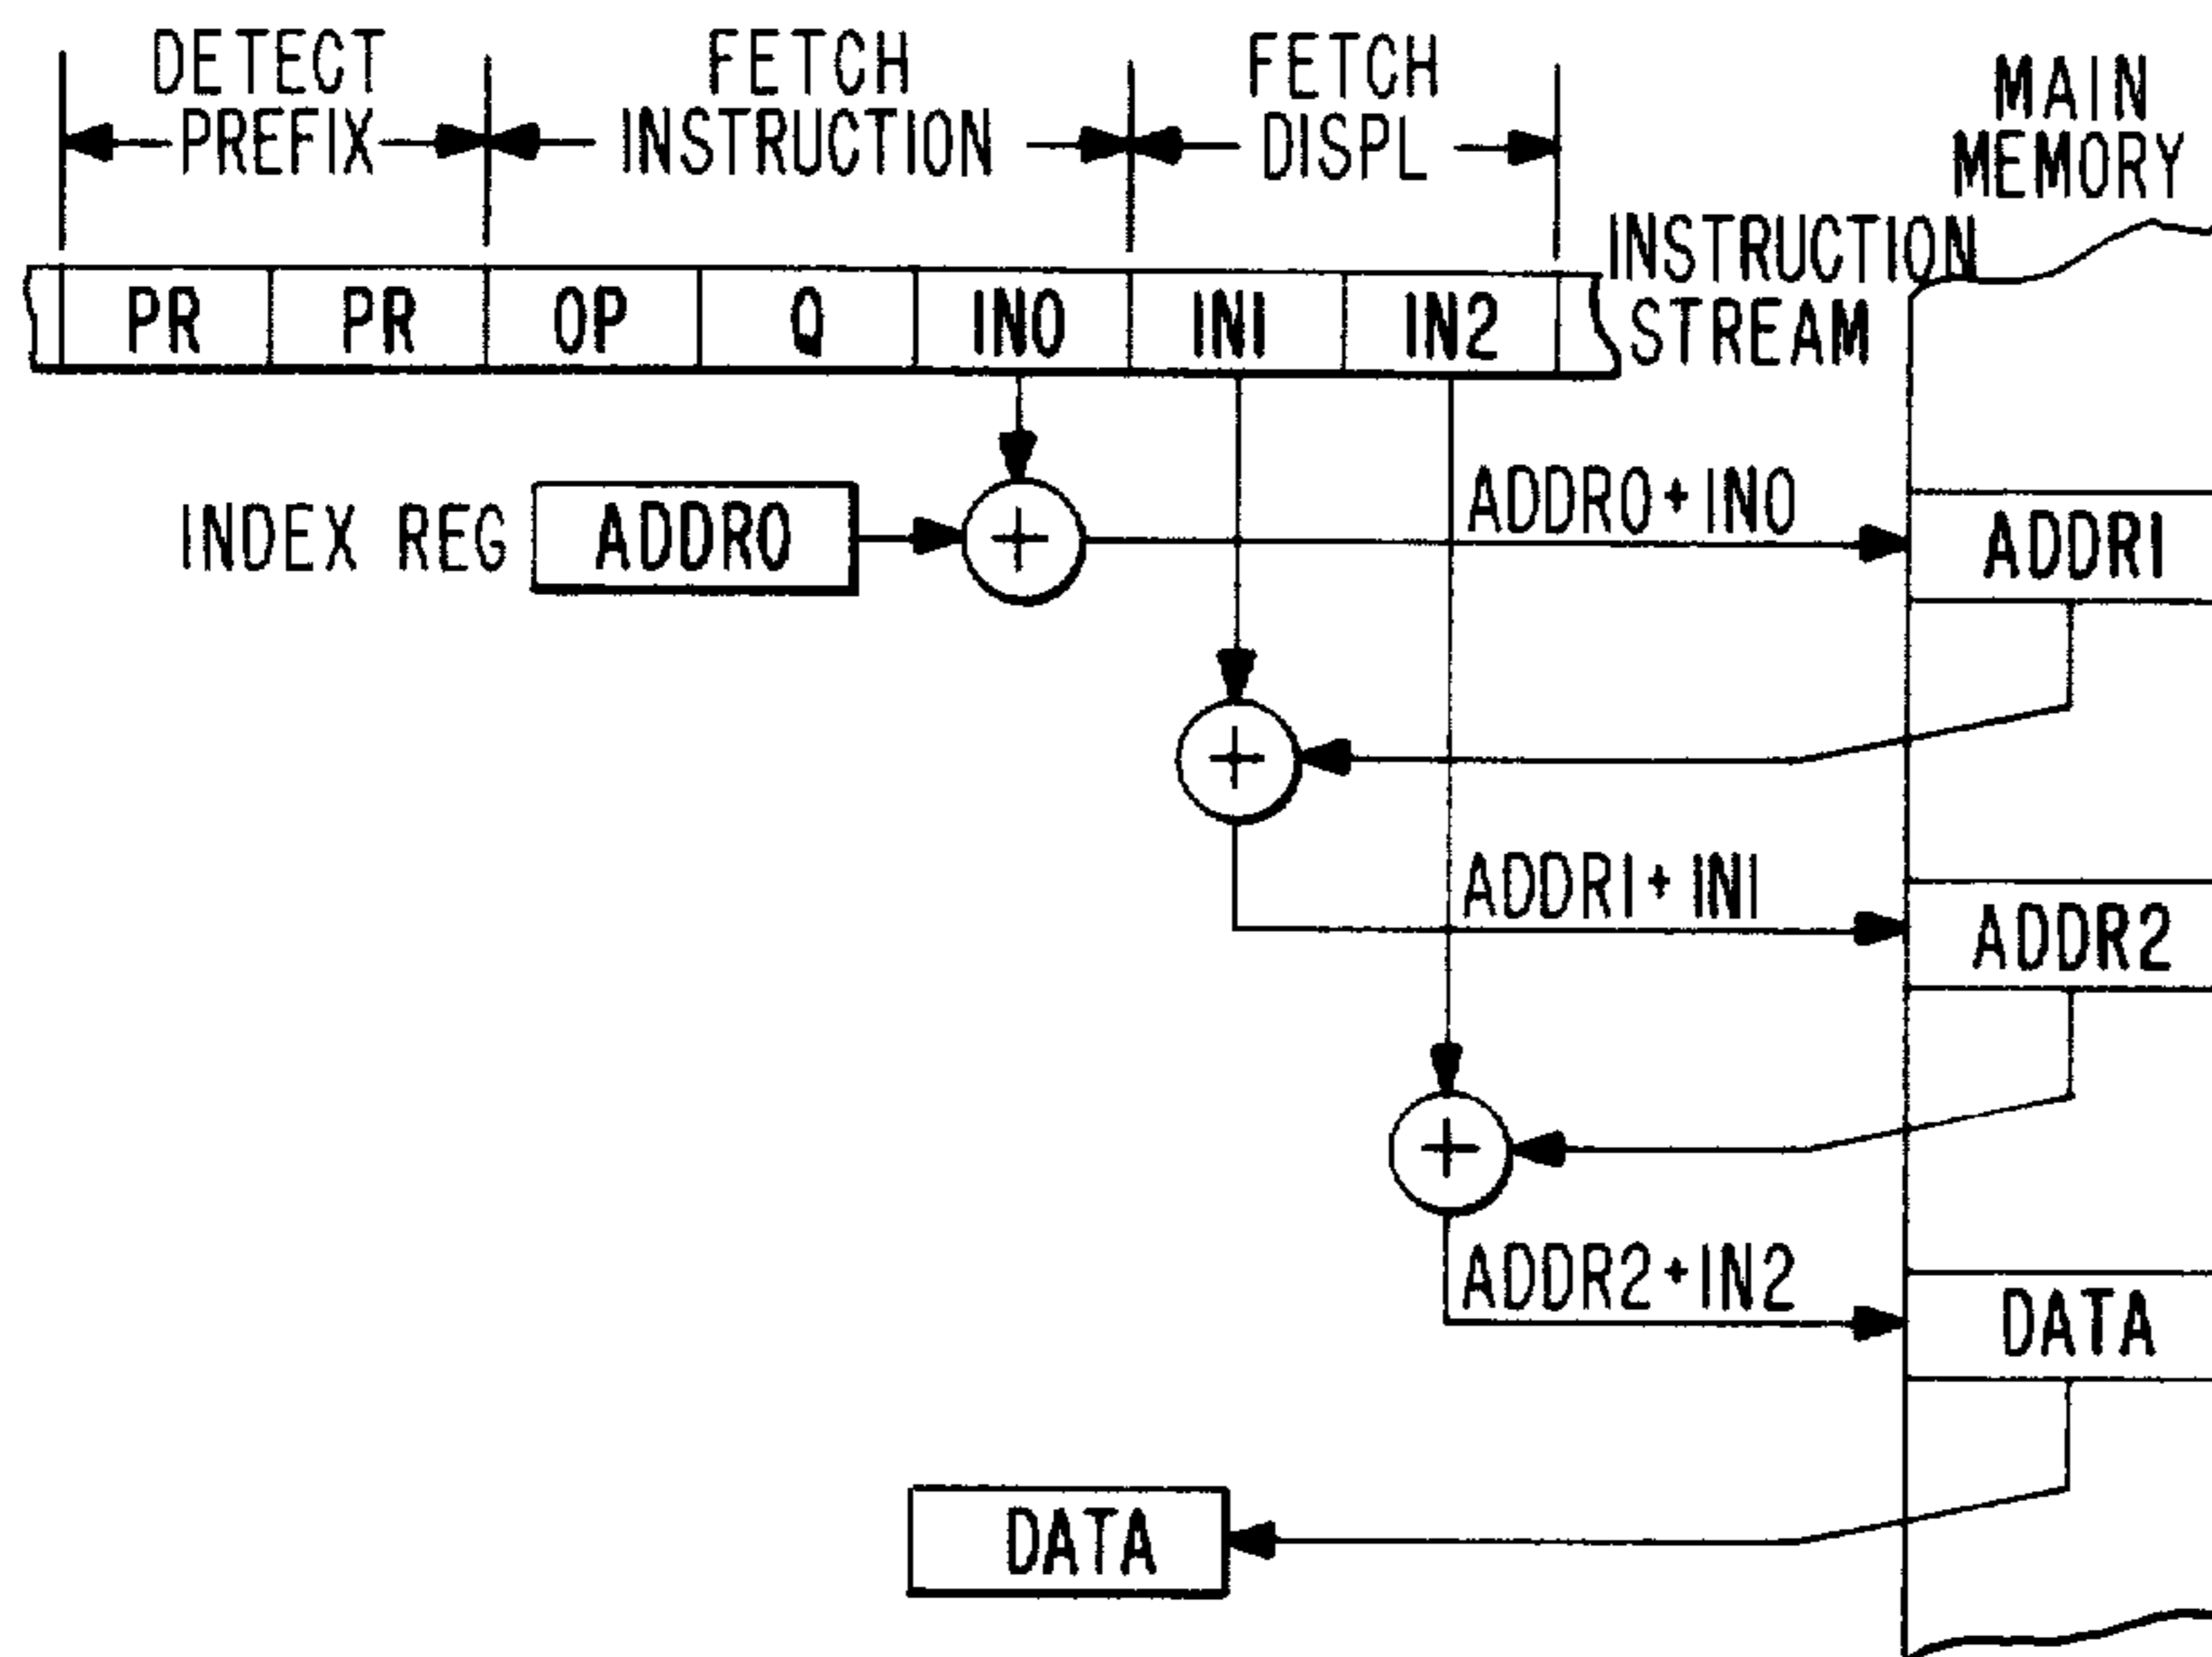 DETECT
PREFIX
FETCH
INSTRUCTION
FETCH
DISPL
MAIN
MEMORY
INSTRUCTION
STREAM
PR PR OP Q IN0 IN1 IN2
INDEX REG ADDR0
+
ADDR0+IN0
ADDR1
+
ADDR1+IN1
ADDR2
+
ADDR2+IN2
DATA
DATA